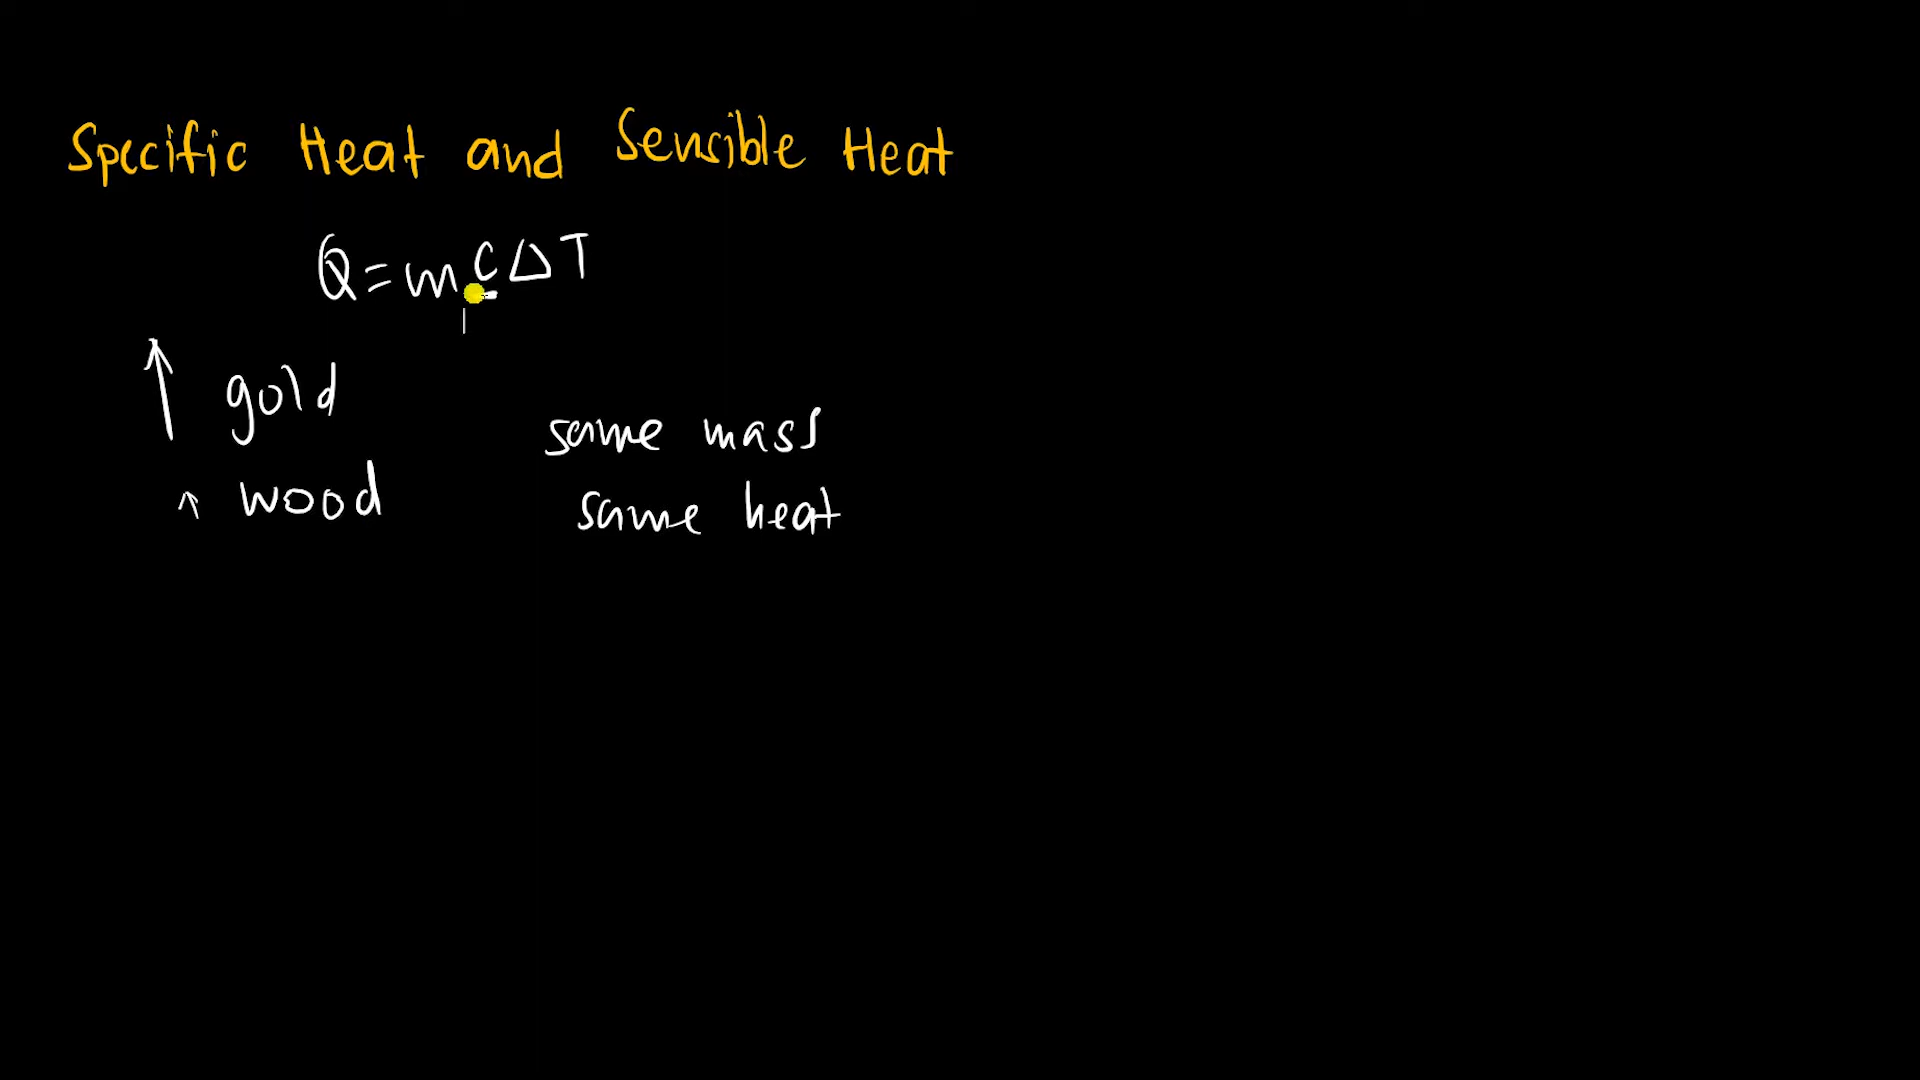 Specific Heat and Sensible Heat
Q = mcΔT
↑ gold
same mass
↑ wood
same heat